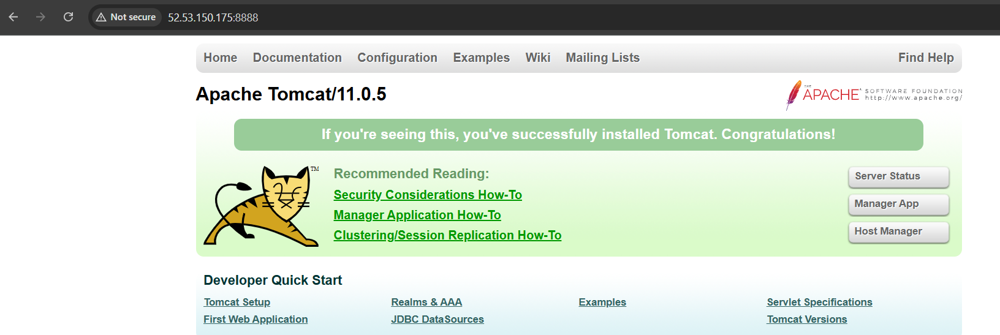 Not secure 52.53.150.175:8888
Home Documentation Configuration Examples Wiki Mailing Lists Find Help
Apache Tomcat/11.0.5
THE
APACHE SOFTWARE FOUNDATION
http://www.apache.org/
If you're seeing this, you've successfully installed Tomcat. Congratulations!
TM
Recommended Reading:
Security Considerations How-To
Manager Application How-To
Clustering/Session Replication How-To
Server Status
Manager App
Host Manager
Developer Quick Start
Tomcat Setup Realms & AAA Examples Servlet Specifications
First Web Application JDBC DataSources Tomcat Versions